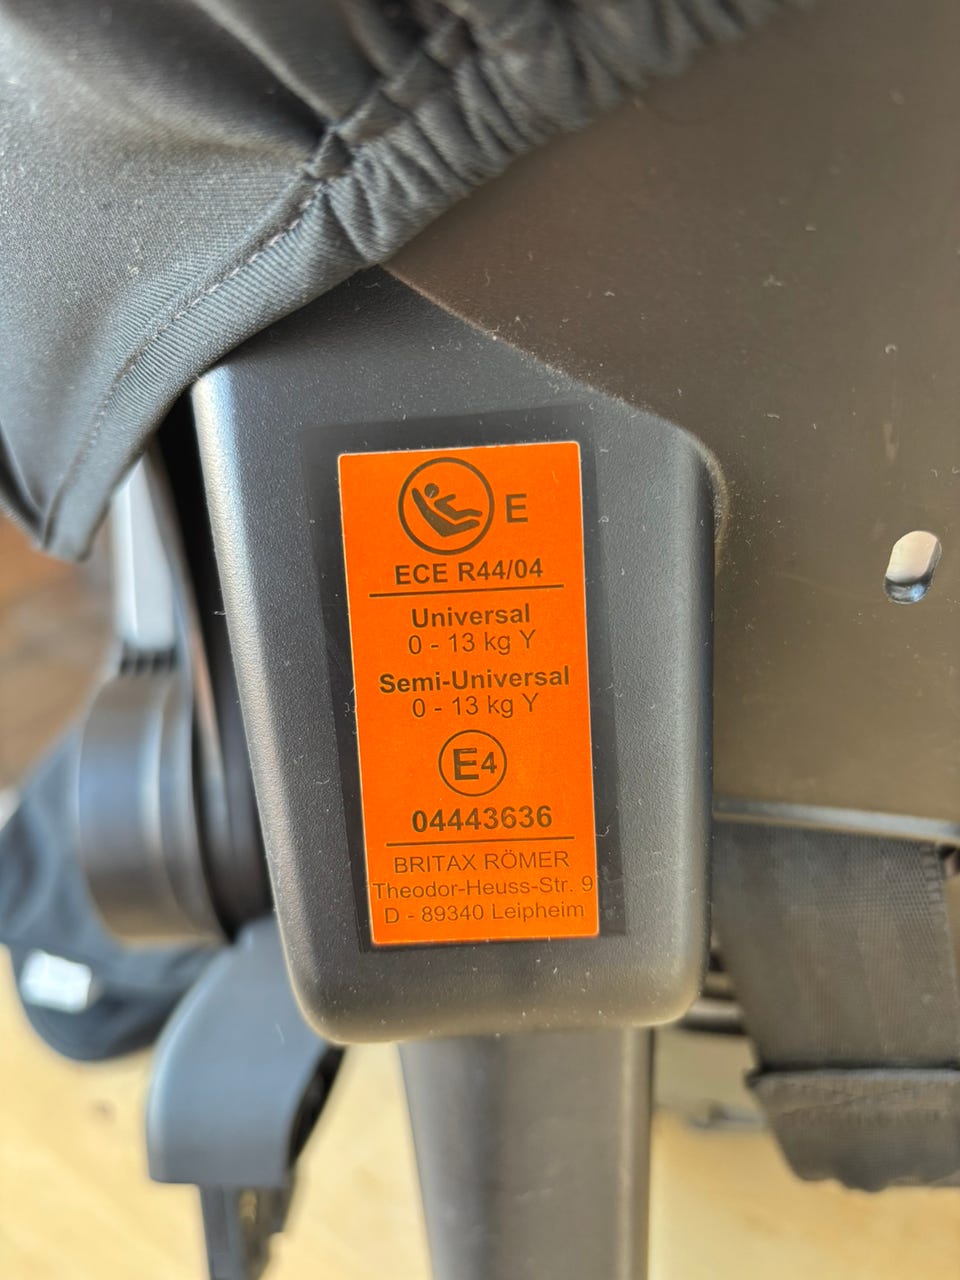 E
ECE R44/04
Universal
0 - 13 kg Y
Semi-Universal
0 - 13 kg Y
E4
04443636
BRITAX RÖMER
Theodor-Heuss-Str. 9
D - 89340 Leipheim